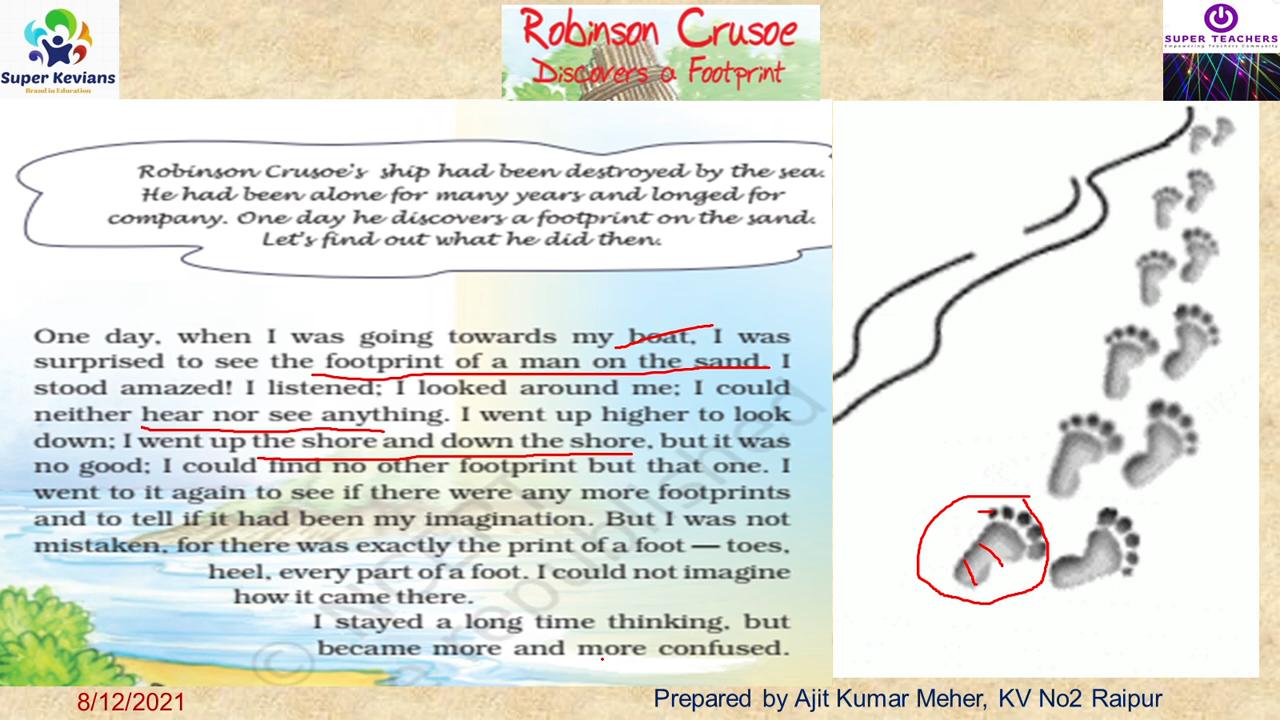 Super Kevians
Brand in Education
Robinson Crusoe
Discovers a Footprint
SUPER TEACHERS
Empowering Teachers Community
Robinson Crusoe's ship had been destroyed by the sea.
He had been alone for many years and longed for
company. One day he discovers a footprint on the sand.
Let's find out what he did then.
One day, when I was going towards my boat, I was
surprised to see the footprint of a man on the sand. I
stood amazed! I listened; I looked around me; I could
neither hear nor see anything. I went up higher to look
down; I went up the shore and down the shore, but it was
no good; I could find no other footprint but that one. I
went to it again to see if there were any more footprints
and to tell if it had been my imagination. But I was not
mistaken, for there was exactly the print of a foot — toes,
heel, every part of a foot. I could not imagine
how it came there.
I stayed a long time thinking, but
became more and more confused.
8/12/2021
Prepared by Ajit Kumar Meher, KV No2 Raipur